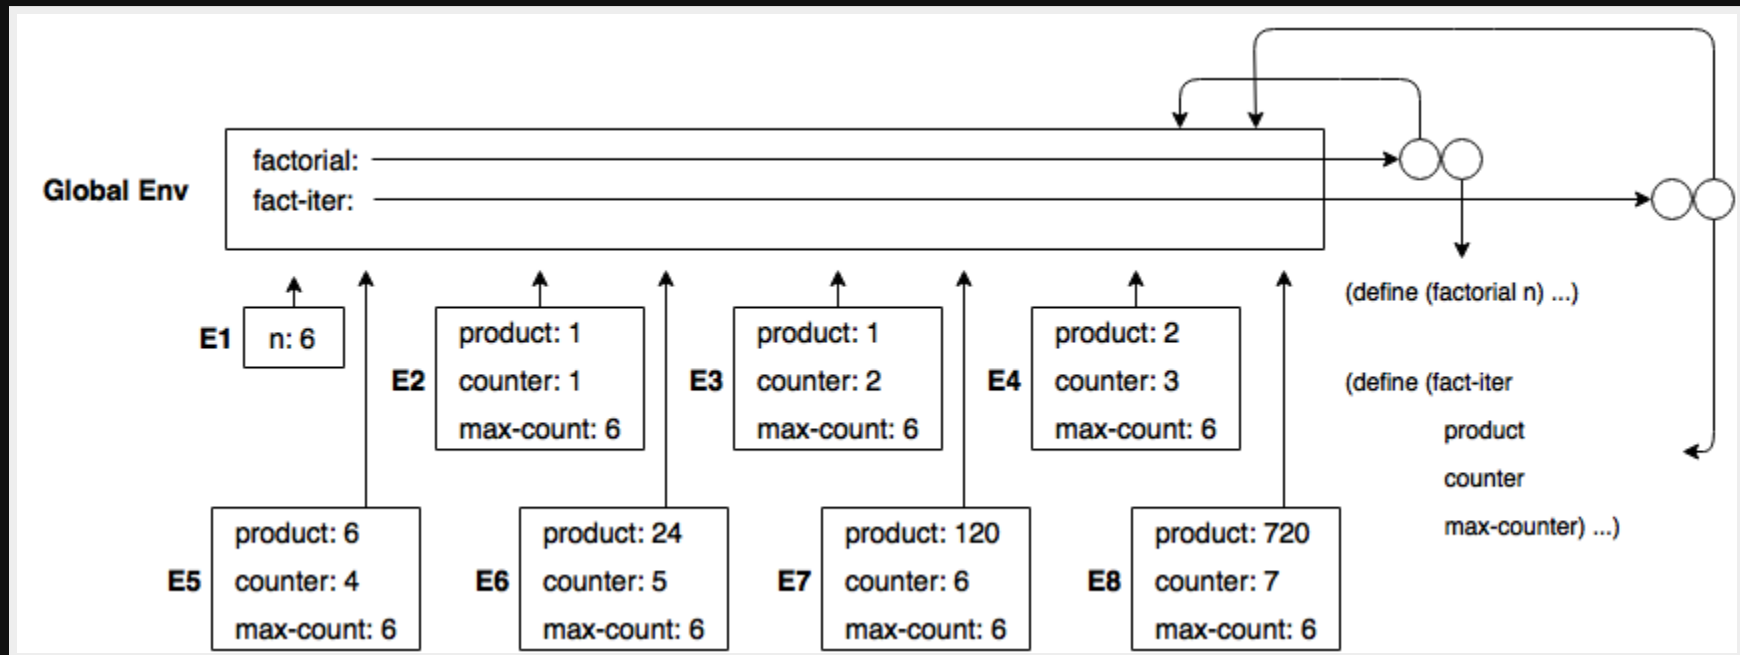 factorial:
Global Env
fact-iter:
(define (factorial n) ...)
E1
n: 6
E2
product: 1
counter: 1
max-count: 6
E3
product: 1
counter: 2
max-count: 6
E4
product: 2
counter: 3
max-count: 6
(define (fact-iter
product
counter
max-counter) ...)
E5
product: 6
counter: 4
max-count: 6
E6
product: 24
counter: 5
max-count: 6
E7
product: 120
counter: 6
max-count: 6
E8
product: 720
counter: 7
max-count: 6